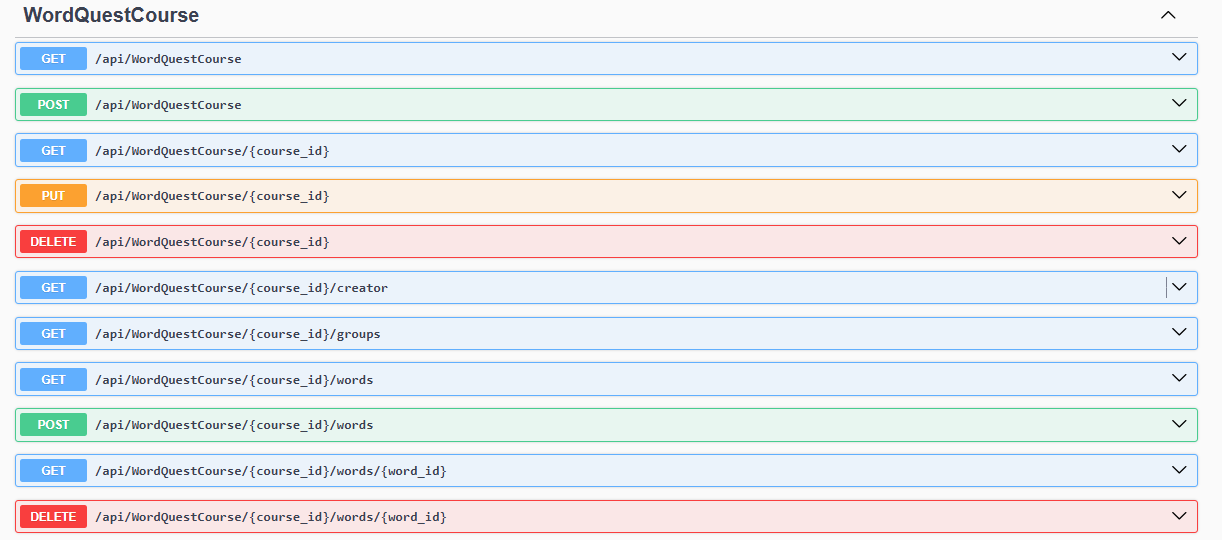 WordQuestCourse
GET /api/WordQuestCourse
POST /api/WordQuestCourse
GET /api/WordQuestCourse/{course_id}
PUT /api/WordQuestCourse/{course_id}
DELETE /api/WordQuestCourse/{course_id}
GET /api/WordQuestCourse/{course_id}/creator
GET /api/WordQuestCourse/{course_id}/groups
GET /api/WordQuestCourse/{course_id}/words
POST /api/WordQuestCourse/{course_id}/words
GET /api/WordQuestCourse/{course_id}/words/{word_id}
DELETE /api/WordQuestCourse/{course_id}/words/{word_id}